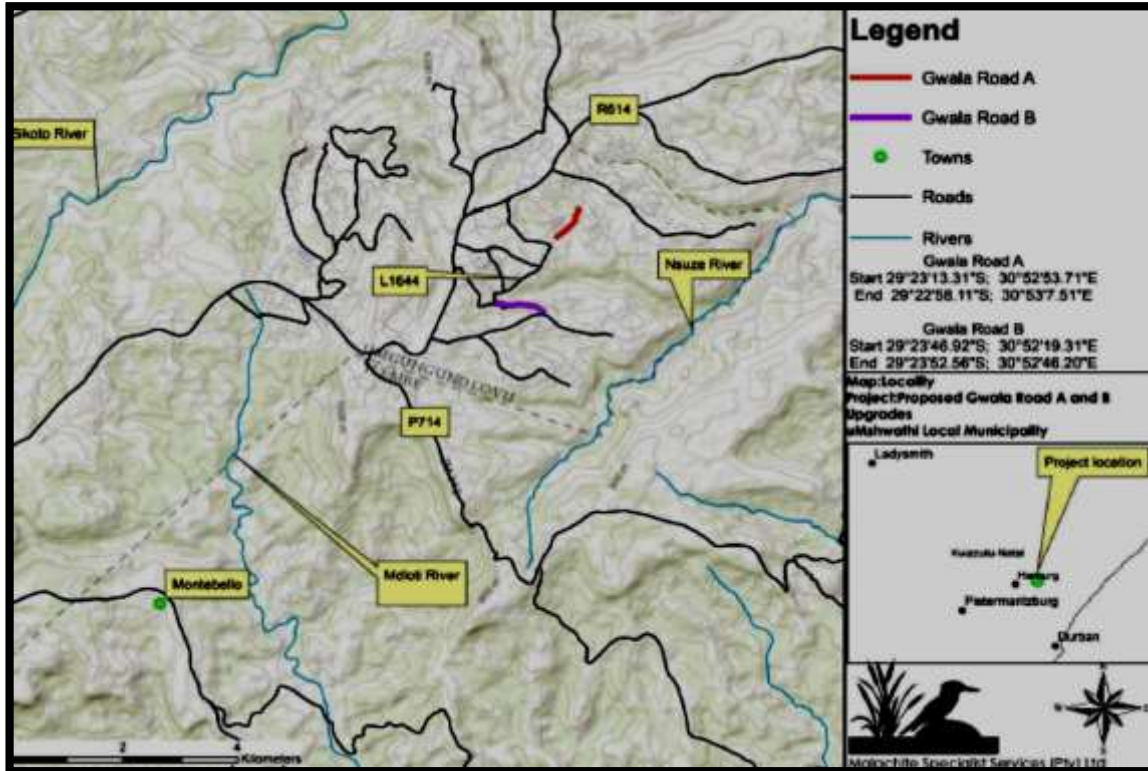 Legend
Gwala Road A
Gwala Road B
Towns
Roads
Rivers
Gwala Road A
Start 29°23'13.31"S; 30°52'53.71"E
End 29°22'58.11"S; 30°53'7.51"E
Gwala Road B
Start 29°23'46.92"S; 30°52'19.31"E
End 29°23'52.56"S; 30°52'46.20"E
Map:Locality
Project:Proposed Gwala Road A and B
Upgrades
uMshwathi Local Municipality
Ladysmith
Project location
Kwazulu-Natal
Pietermaritzburg
Durban
N
Malachite Specialist Services (Pty) Ltd
R614
Sikoto River
Nsuze River
L1644
P714
Mdloti River
Montebello
2
4
Kilometers